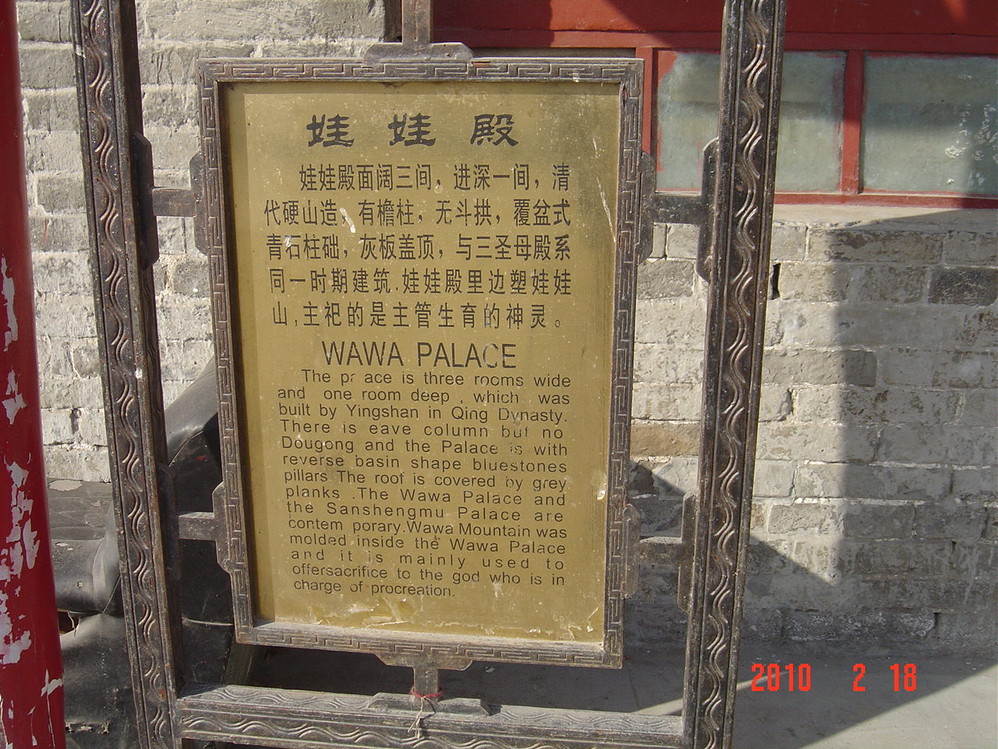 娃娃殿
娃娃殿面阔三间，进深一间，清
代硬山造，有檐柱，无斗拱，覆盆式
青石柱础，灰板盖顶，与三圣母殿系
同一时期建筑.娃娃殿里边塑娃娃
山,主祀的是主管生育的神灵。
WAWA PALACE
The pa ace is three rooms wide
and one room deep , which was
built by Yingshan in Qing Dynasty.
There is eave column but no
Dougong and the Palace is with
reverse basin shape bluestones
pillars The roof is covered by grey
planks .The Wawa Palace and
the Sanshengmu Palace are
contem porary.Wawa Mountain was
molded inside the Wawa Palace
and it is mainly used to
offersacrifice to the god who is in
charge of procreation.
2010 2 18